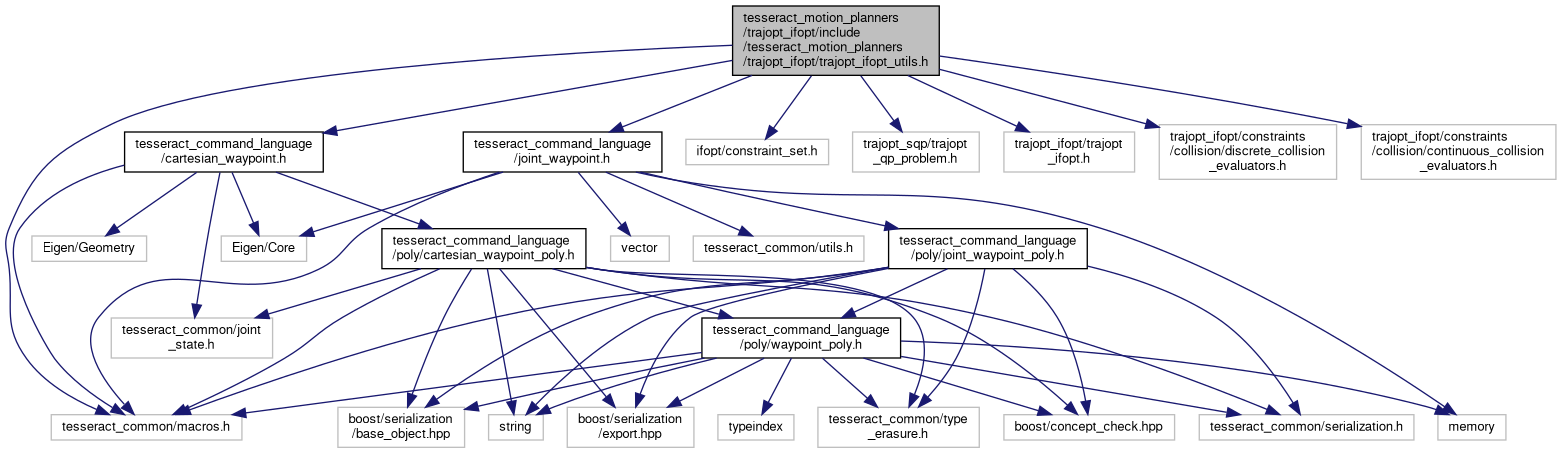 tesseract_motion_planners
/trajopt_ifopt/include
/tesseract_motion_planners
/trajopt_ifopt/trajopt_ifopt_utils.h
tesseract_command_language
/cartesian_waypoint.h
tesseract_command_language
/joint_waypoint.h
ifopt/constraint_set.h
trajopt_sqp/trajopt
_qp_problem.h
trajopt_ifopt/trajopt
_ifopt.h
trajopt_ifopt/constraints
/collision/discrete_collision
_evaluators.h
trajopt_ifopt/constraints
/collision/continuous_collision
_evaluators.h
Eigen/Geometry
Eigen/Core
tesseract_command_language
/poly/cartesian_waypoint_poly.h
vector
tesseract_common/utils.h
tesseract_command_language
/poly/joint_waypoint_poly.h
tesseract_common/joint
_state.h
tesseract_command_language
/poly/waypoint_poly.h
tesseract_common/macros.h
boost/serialization
/base_object.hpp
string
boost/serialization
/export.hpp
typeindex
tesseract_common/type
_erasure.h
boost/concept_check.hpp
tesseract_common/serialization.h
memory